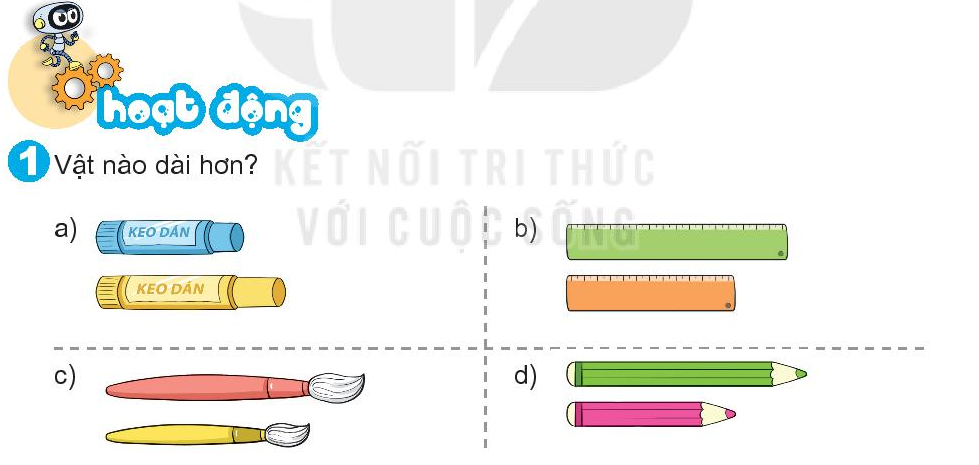 hoạt động
1 Vật nào dài hơn?
KẾT NỐI TRI THỨC
VỚI CUỘC SỐNG
a) KEO DÁN
KEO DÁN
b)
c)
d)